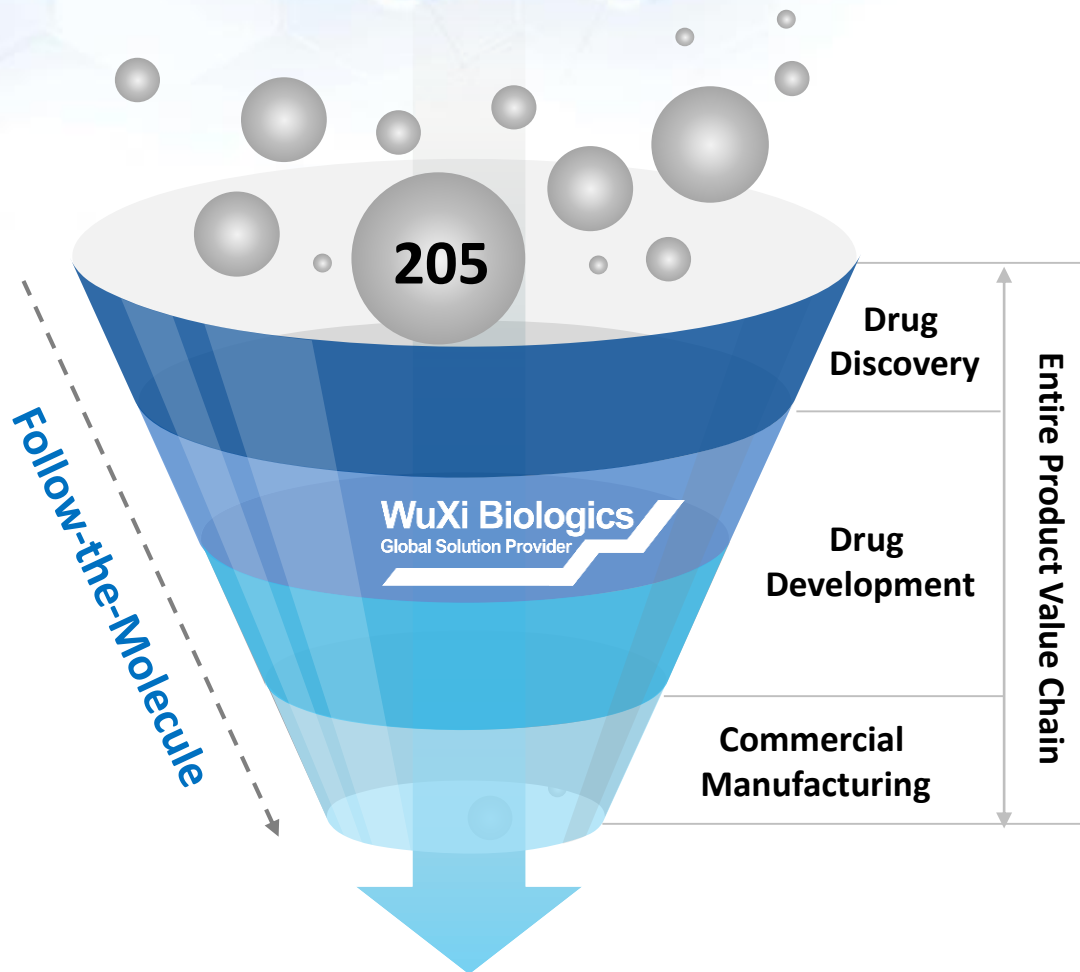 205
Drug
Discovery
Follow-the-Molecule
WuXi Biologics
Global Solution Provider
Drug
Development
Entire Product Value Chain
Commercial
Manufacturing